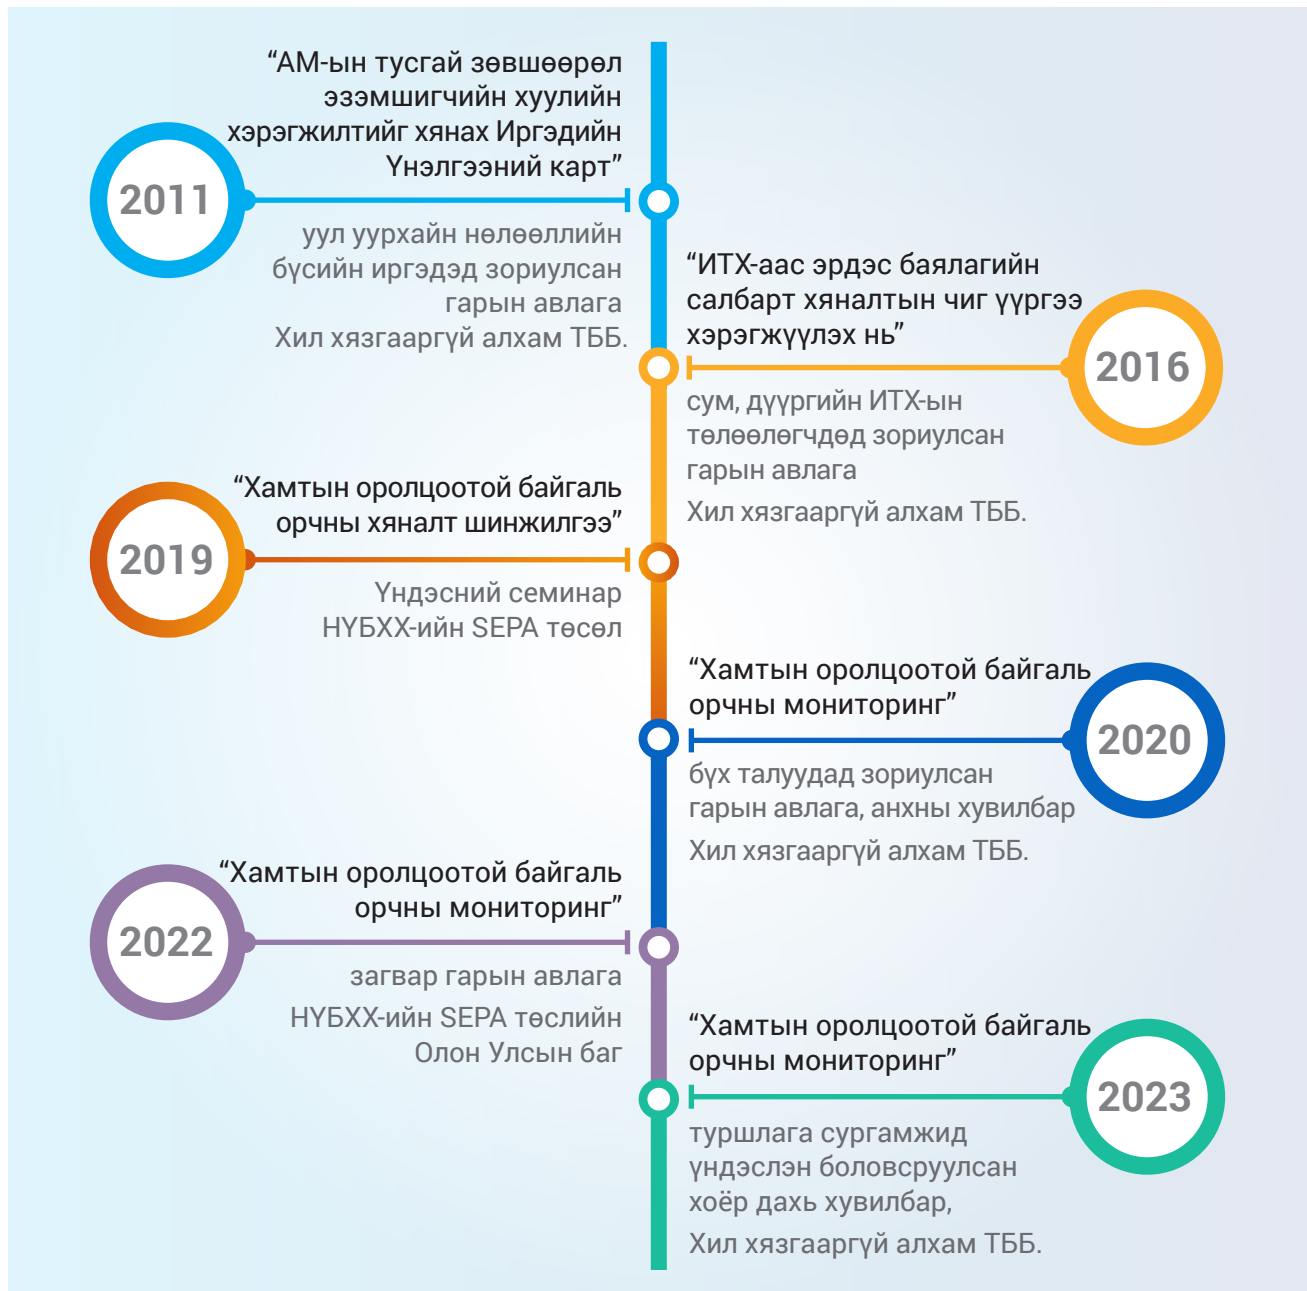 “АМ-ын тусгай зөвшөөрөл
эзэмшигчийн хуулийн
хэрэгжилтийг хянах Иргэдийн
Үнэлгээний карт”
2011
уул уурхайн нөлөөллийн
бүсийн иргэдэд зориулсан
гарын авлага
Хил хязгааргүй алхам ТББ.
“ИТХ-аас эрдэс баялагийн
салбарт хяналтын чиг үүргээ
хэрэгжүүлэх нь”
2016
сум, дүүргийн ИТХ-ын
төлөөлөгчдөд зориулсан
гарын авлага
Хил хязгааргүй алхам ТББ.
“Хамтын оролцоотой байгаль
орчны хяналт шинжилгээ”
2019
Үндэсний семинар
НҮБХХ-ийн SEPA төсөл
“Хамтын оролцоотой байгаль
орчны мониторинг”
2020
бүх талуудад зориулсан
гарын авлага, анхны хувилбар
Хил хязгааргүй алхам ТББ.
“Хамтын оролцоотой байгаль
орчны мониторинг”
2022
загвар гарын авлага
НҮБХХ-ийн SEPA төслийн
Олон Улсын баг
“Хамтын оролцоотой байгаль
орчны мониторинг”
2023
туршлага сургамжид
үндэслэн боловсруулсан
хоёр дахь хувилбар,
Хил хязгааргүй алхам ТББ.